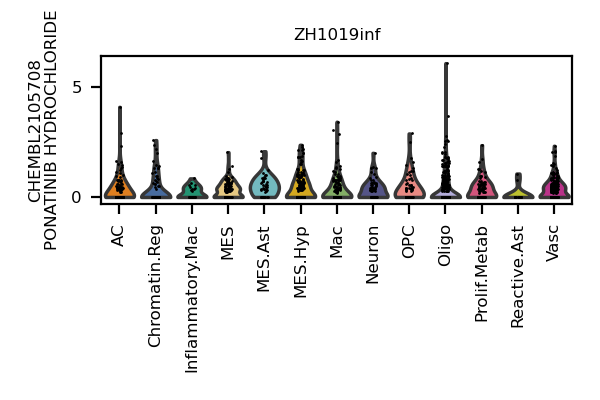 ZH1019inf
CHEMBL2105708
PONATINIB HYDROCHLORIDE
5
0
AC
Chromatin.Reg
Inflammatory.Mac
MES
MES.Ast
MES.Hyp
Mac
Neuron
OPC
Oligo
Prolif.Metab
Reactive.Ast
Vasc